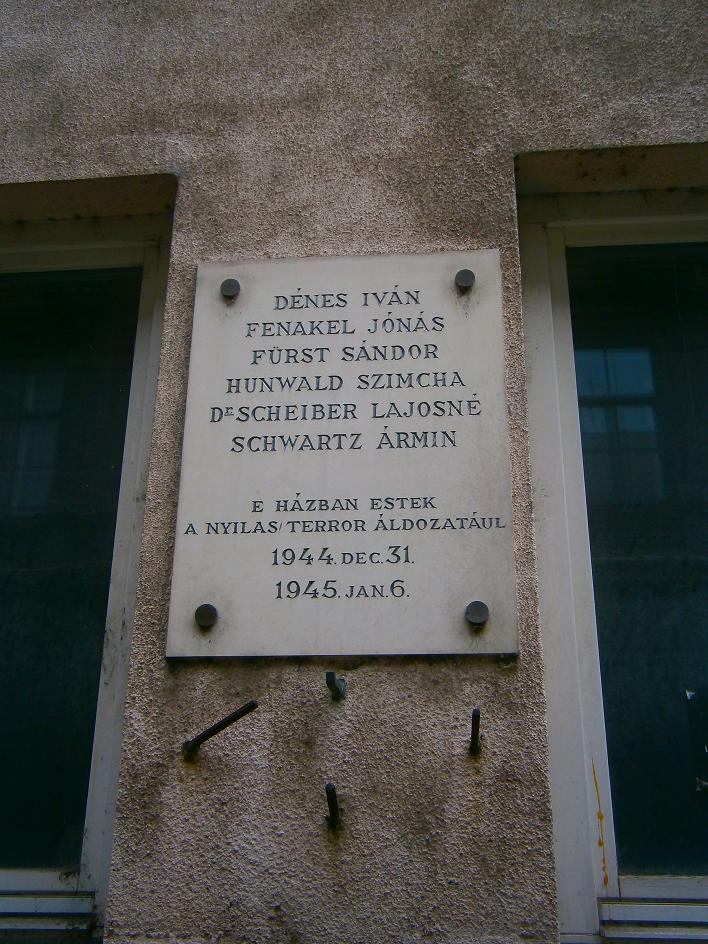 DÉNES IVÁN
FENAKEL JÓNÁS
FÜRST SÁNDOR
HUNWALD SZIMCHA
DR SCHEIBER LAJOSNÉ
SCHWARTZ ÁRMIN
E HÁZBAN ESTEK
A NYILAS/TERROR ÁLDOZATÁUL
1944. DEC. 31.
1945. JAN. 6.